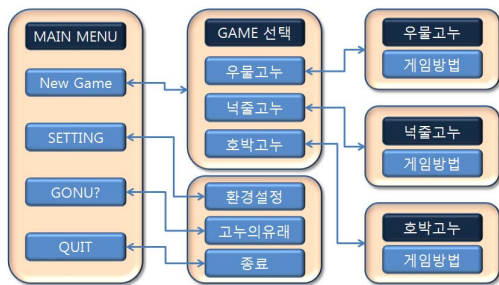 MAIN MENU
New Game
SETTING
GONU?
QUIT
GAME 선택
우물고누
넉줄고누
호박고누
환경설정
고누의유래
종료
우물고누
게임방법
넉줄고누
게임방법
호박고누
게임방법